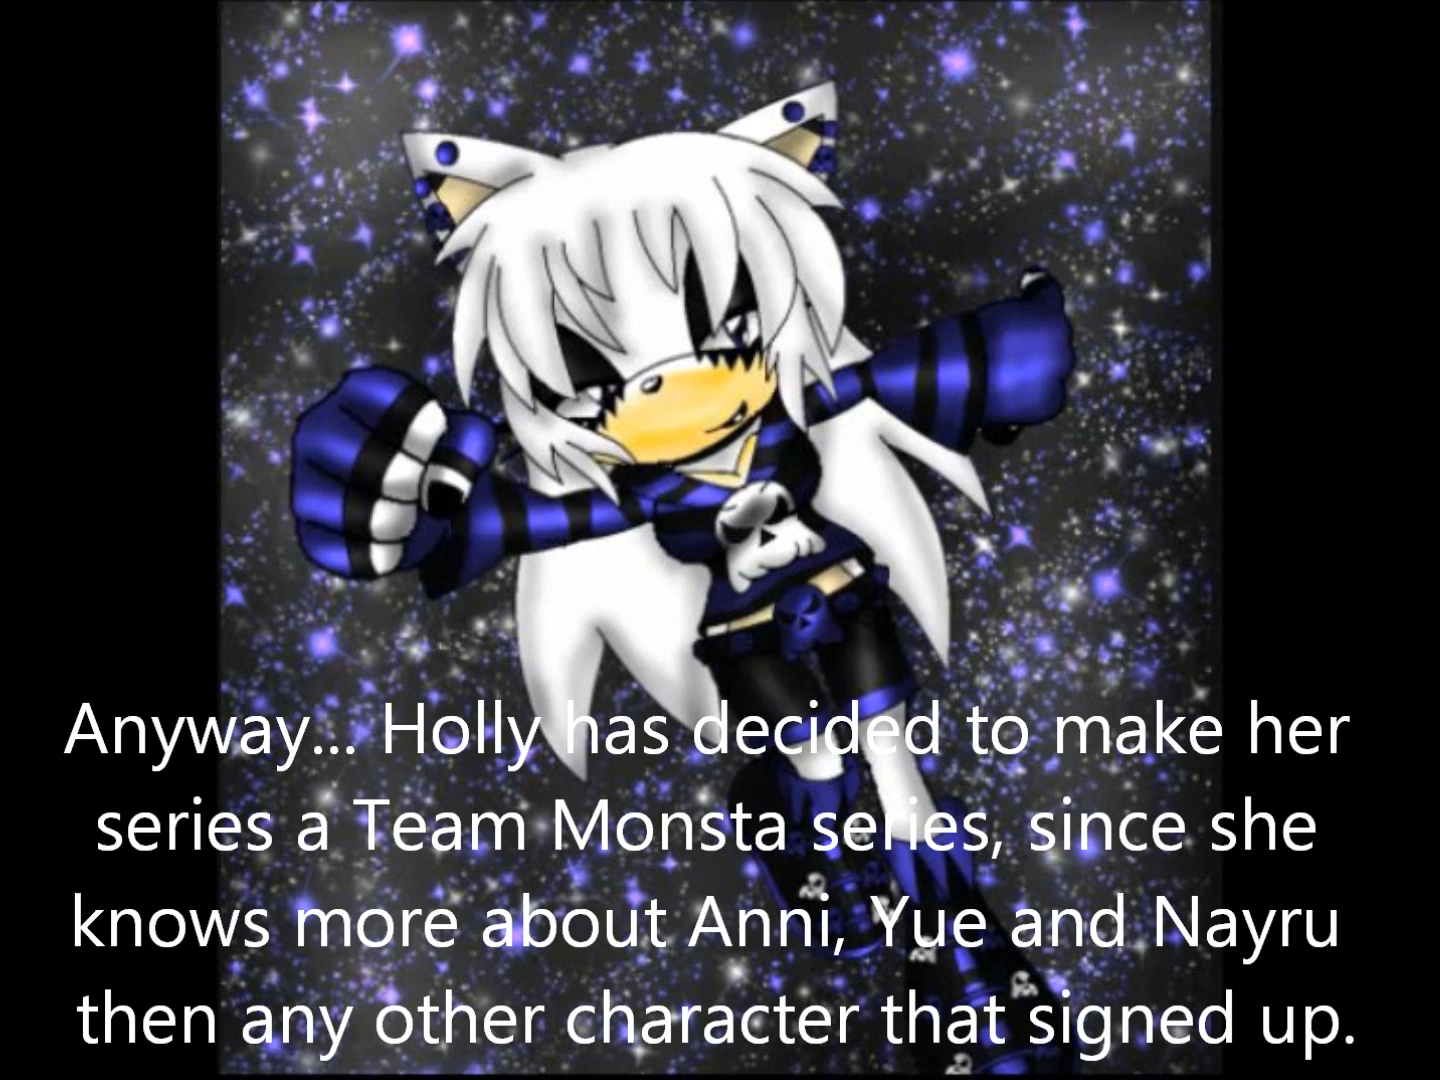 Anyway... Holly has decided to make her
series a Team Monsta series, since she
knows more about Anni, Yue and Nayru
then any other character that signed up.